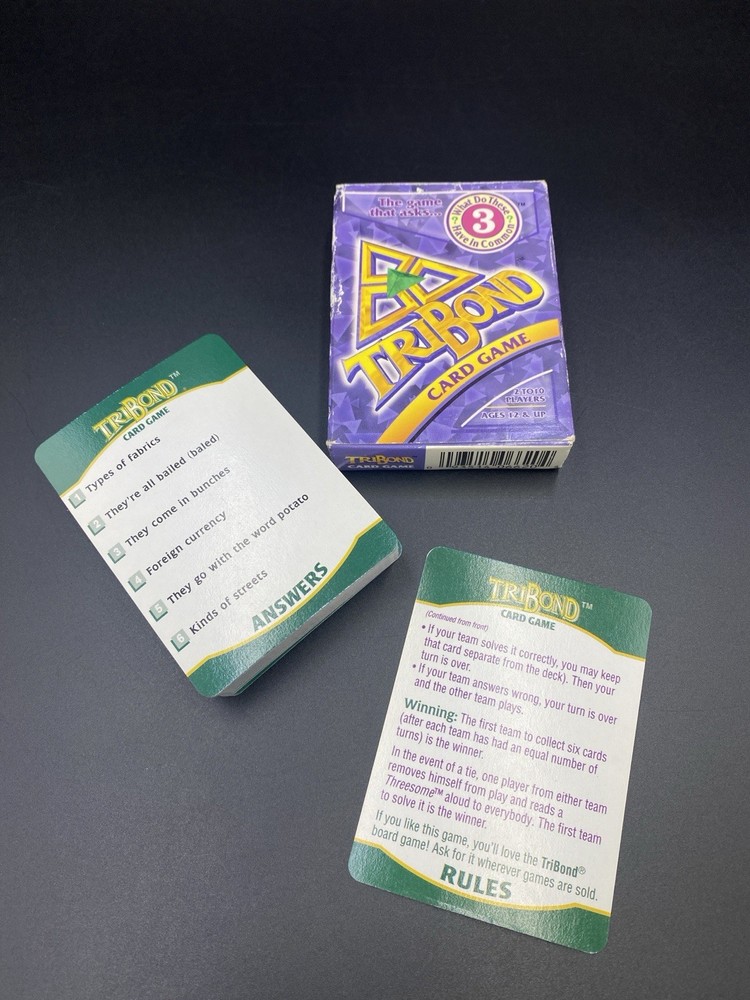 The game
that asks...
What Do These
3
Have In Common
TM
TRIBOND
CARD GAME
2 TO 10
PLAYERS
AGES 12 & UP
TRIBOND
CARD GAME
TRIBOND™
CARD GAME
1 Types of fabrics
2 They're all bailed (baled)
3 They come in bunches
4 Foreign currency
5 They go with the word potato
6 Kinds of streets
ANSWERS
TRIBOND™
CARD GAME
(Continued from front)
• If your team solves it correctly, you may keep
that card separate from the deck). Then your
turn is over.
• If your team answers wrong, your turn is over
and the other team plays.
Winning: The first team to collect six cards
(after each team has had an equal number of
turns) is the winner.
In the event of a tie, one player from either team
removes himself from play and reads a
Threesome™ aloud to everybody. The first team
to solve it is the winner.
If you like this game, you'll love the TriBond®
board game! Ask for it wherever games are sold.
RULES